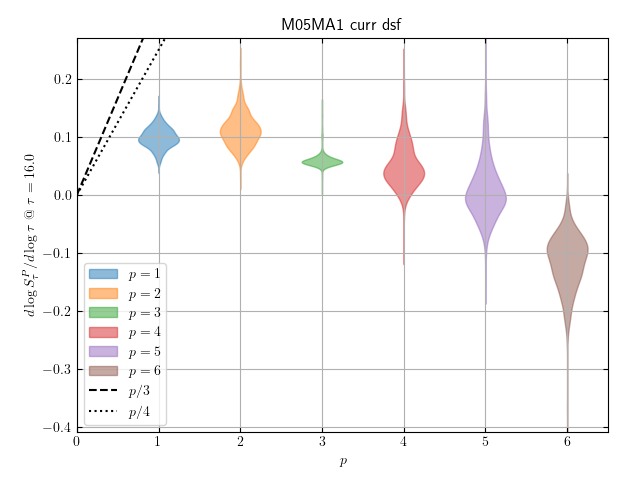 M05MA1 curr dsf
d log S_τ^P / d log τ @ τ = 16.0
0.2
0.1
0.0
−0.1
−0.2
−0.3
−0.4
p = 1
p = 2
p = 3
p = 4
p = 5
p = 6
p/3
p/4
0 1 2 3 4 5 6
p